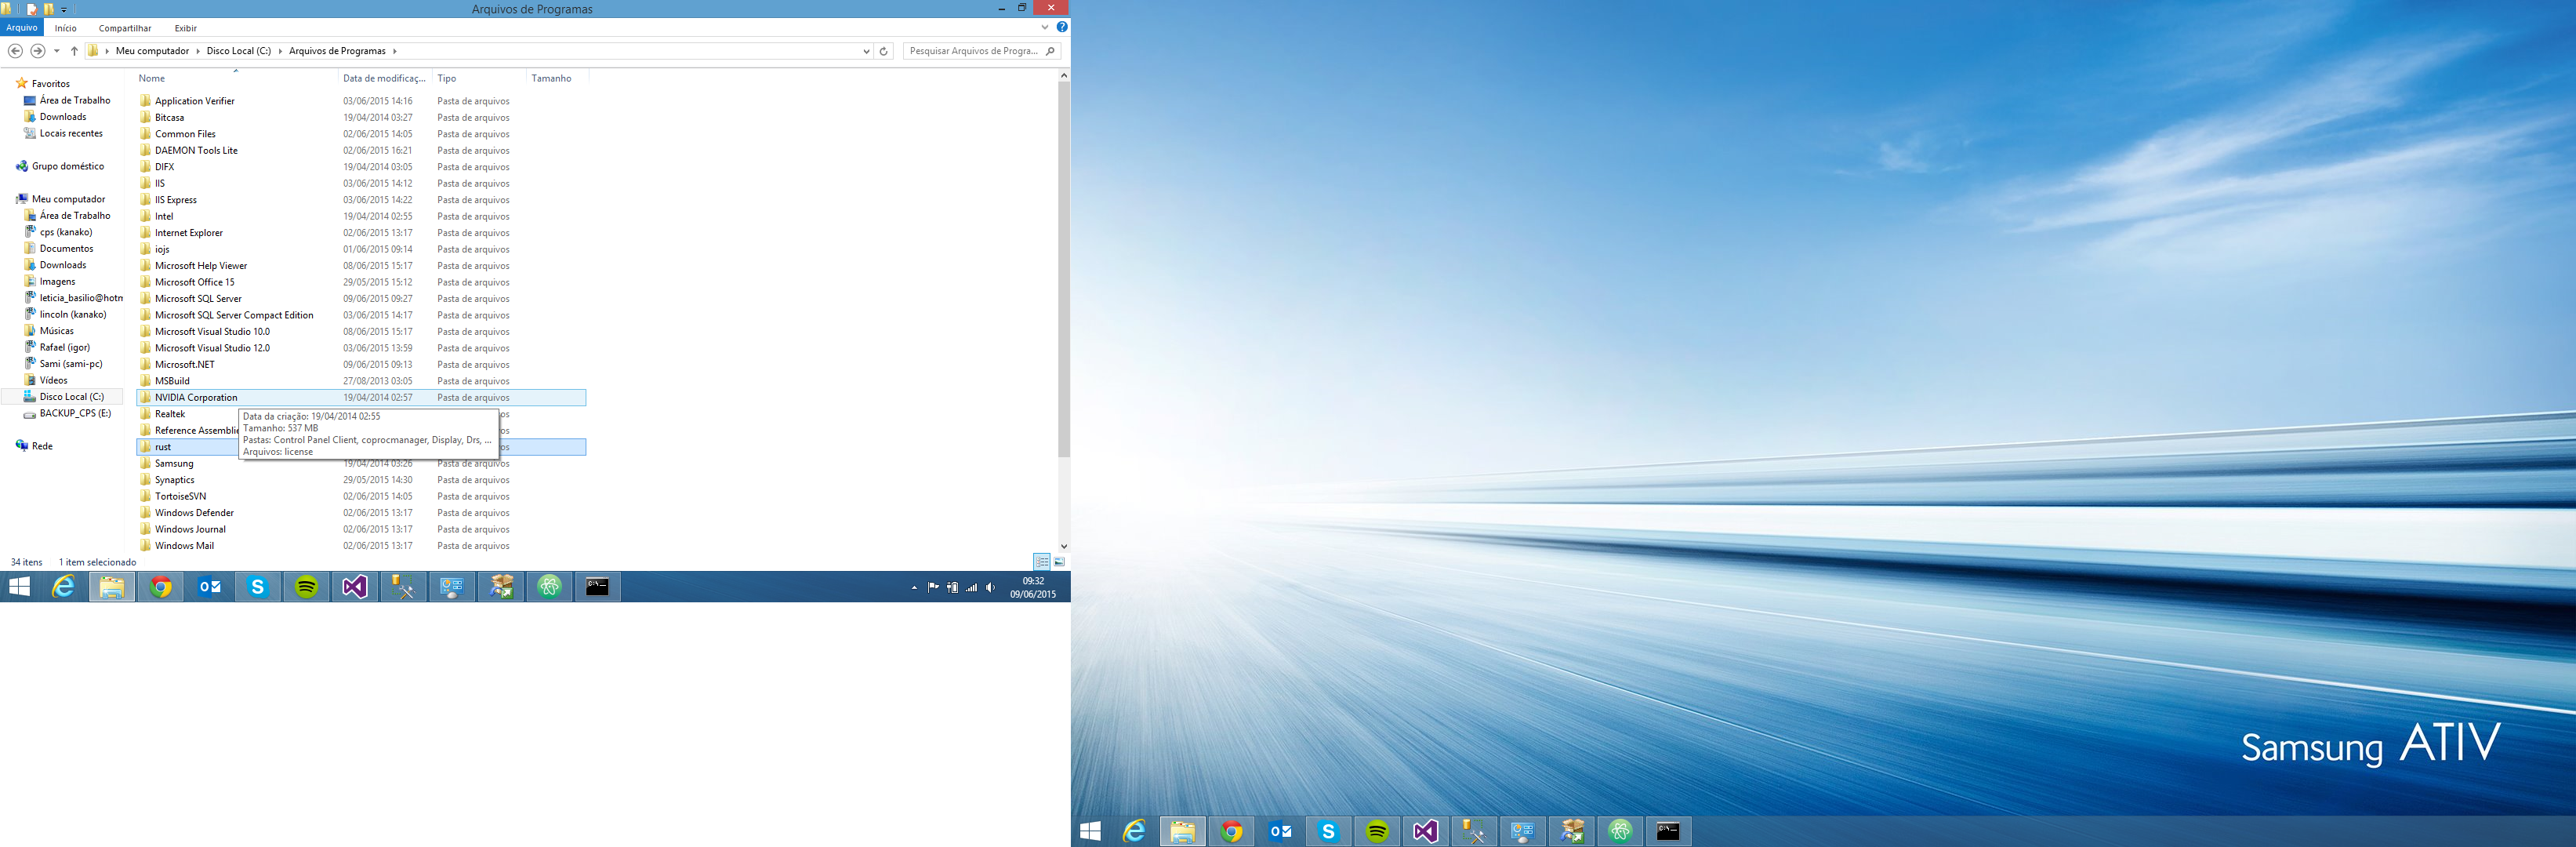 Arquivos de Programas
Arquivo Início Compartilhar Exibir
Meu computador Disco Local (C:) Arquivos de Programas
Pesquisar Arquivos de Progra...
Favoritos
Área de Trabalho
Downloads
Locais recentes
Grupo doméstico
Meu computador
Área de Trabalho
cps (kanako)
Documentos
Downloads
Imagens
leticia_basilio@hotm
lincoln (kanako)
Músicas
Rafael (igor)
Sami (sami-pc)
Vídeos
Disco Local (C:)
BACKUP_CPS (E:)
Rede
Nome Data de modificaç... Tipo Tamanho
Application Verifier 03/06/2015 14:16 Pasta de arquivos
Bitcasa 19/04/2014 03:27 Pasta de arquivos
Common Files 02/06/2015 14:05 Pasta de arquivos
DAEMON Tools Lite 02/06/2015 16:21 Pasta de arquivos
DIFX 19/04/2014 03:05 Pasta de arquivos
IIS 03/06/2015 14:12 Pasta de arquivos
IIS Express 03/06/2015 14:22 Pasta de arquivos
Intel 19/04/2014 02:55 Pasta de arquivos
Internet Explorer 02/06/2015 13:17 Pasta de arquivos
iojs 01/06/2015 09:14 Pasta de arquivos
Microsoft Help Viewer 08/06/2015 15:17 Pasta de arquivos
Microsoft Office 15 29/05/2015 15:12 Pasta de arquivos
Microsoft SQL Server 09/06/2015 09:27 Pasta de arquivos
Microsoft SQL Server Compact Edition 03/06/2015 14:17 Pasta de arquivos
Microsoft Visual Studio 10.0 08/06/2015 15:17 Pasta de arquivos
Microsoft Visual Studio 12.0 03/06/2015 13:59 Pasta de arquivos
Microsoft.NET 09/06/2015 09:13 Pasta de arquivos
MSBuild 27/08/2013 03:05 Pasta de arquivos
NVIDIA Corporation 19/04/2014 02:57 Pasta de arquivos
Realtek
Reference Assemblie
rust
Data da criação: 19/04/2014 02:55
Tamanho: 537 MB
Pastas: Control Panel Client, coprocmanager, Display, Drs, ...
Arquivos: license
Samsung 19/04/2014 03:26 Pasta de arquivos
Synaptics 29/05/2015 14:30 Pasta de arquivos
TortoiseSVN 02/06/2015 14:05 Pasta de arquivos
Windows Defender 02/06/2015 13:17 Pasta de arquivos
Windows Journal 02/06/2015 13:17 Pasta de arquivos
Windows Mail 02/06/2015 13:17 Pasta de arquivos
34 itens 1 item selecionado
09:32
09/06/2015
Samsung ATIV